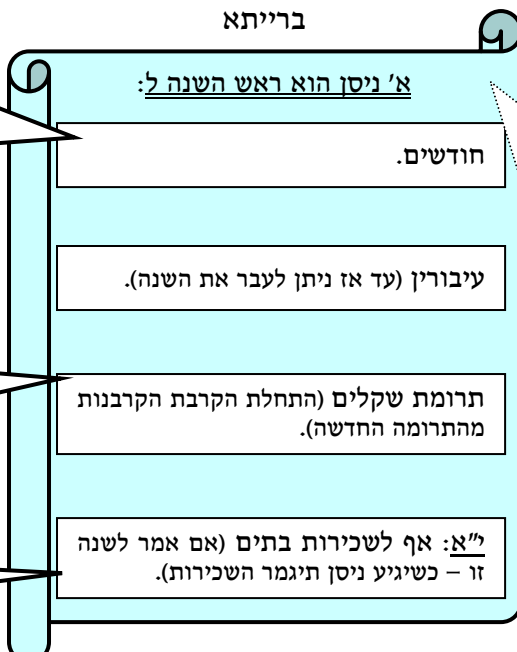 ברייתא
א' ניסן הוא ראש השנה ל:
חודשים.
עיבורין (עד אז ניתן לעבר את השנה).
תרומת שקלים (התחלת הקרבת הקרבנות
מהתרומה החדשה).
י"א: אף לשכירות בתים (אם אמר לשנה
זו – כשיגיע ניסן תיגמר השכירות).